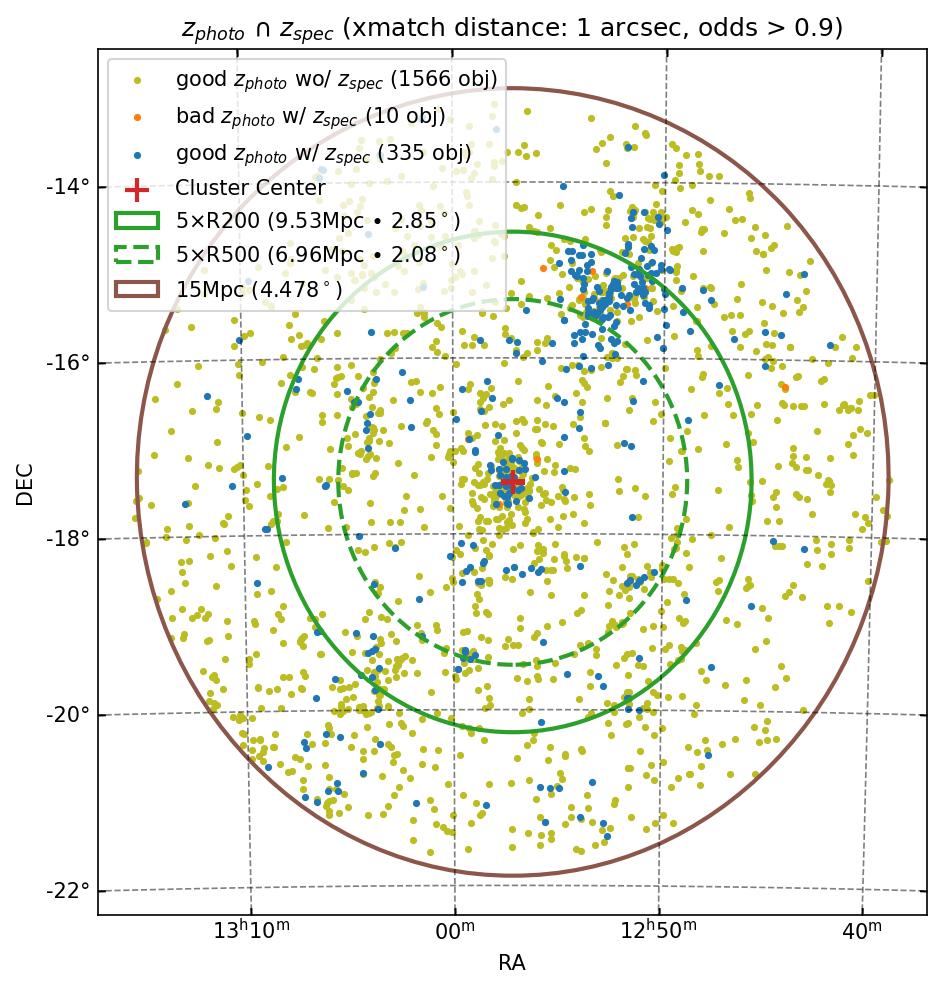 z_photo ∩ z_spec (xmatch distance: 1 arcsec, odds > 0.9)
good z_photo wo/ z_spec (1566 obj)
bad z_photo w/ z_spec (10 obj)
good z_photo w/ z_spec (335 obj)
Cluster Center
5×R200 (9.53Mpc • 2.85°)
5×R500 (6.96Mpc • 2.08°)
15Mpc (4.478°)
-14°
-16°
-18°
-20°
-22°
DEC
13ʰ10ᵐ 00ᵐ 12ʰ50ᵐ 40ᵐ
RA